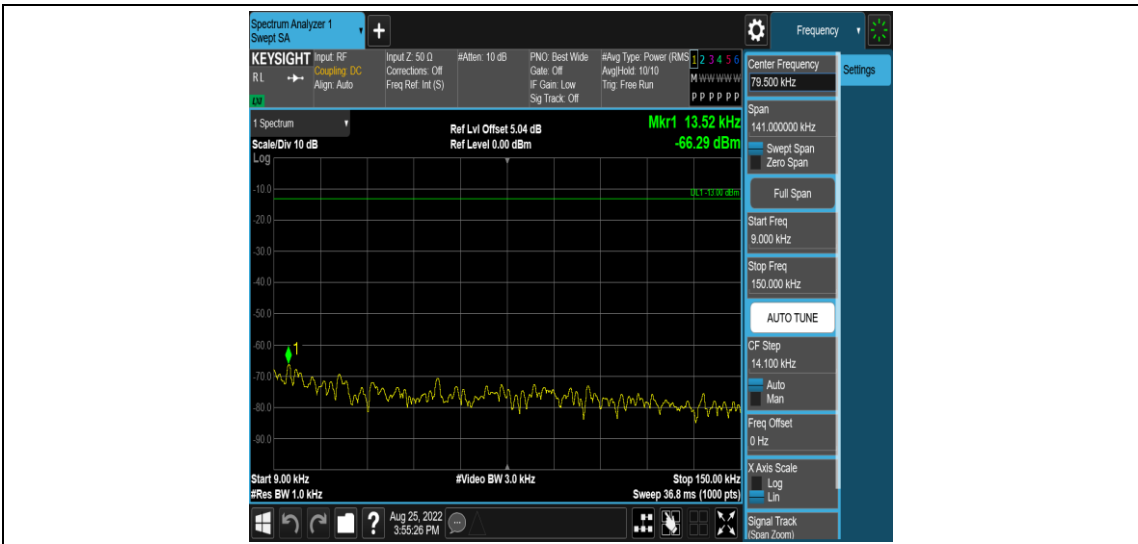 Spectrum Analyzer 1
Swept SA
+
Frequency
KEYSIGHT
RL
LXI
Input: RF
Coupling: DC
Align: Auto
Input Z: 50 Ω
Corrections: Off
Freq Ref: Int (S)
#Atten: 10 dB
PNO: Best Wide
Gate: Off
IF Gain: Low
Sig Track: Off
#Avg Type: Power (RMS
Avg|Hold: 10/10
Trig: Free Run
1 2 3 4 5 6
M W W W W W
P P P P P P
1 Spectrum
Scale/Div 10 dB
Log
Ref Lvl Offset 5.04 dB
Ref Level 0.00 dBm
Mkr1 13.52 kHz
-66.29 dBm
DL1 -13.00 dBm
-10.0
-20.0
-30.0
-40.0
-50.0
-60.0
-70.0
-80.0
-90.0
1
Start 9.00 kHz
#Res BW 1.0 kHz
#Video BW 3.0 kHz
Stop 150.00 kHz
Sweep 36.8 ms (1000 pts)
Center Frequency
79.500 kHz
Settings
Span
141.000000 kHz
Swept Span
Zero Span
Full Span
Start Freq
9.000 kHz
Stop Freq
150.000 kHz
AUTO TUNE
CF Step
14.100 kHz
Auto
Man
Freq Offset
0 Hz
X Axis Scale
Log
Lin
Signal Track
(Span Zoom)
?
Aug 25, 2022
3:55:26 PM